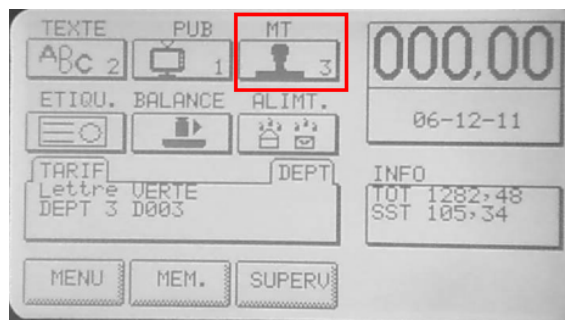 TEXTE PUB MT
ABC 2 1 3
000,00
ETIQU. BALANCE ALIMT.
06-12-11
TARIF DEPT
Lettre VERTE
DEPT 3 D003
INFO
TOT 1282,48
SST 105,34
MENU MEM. SUPERV